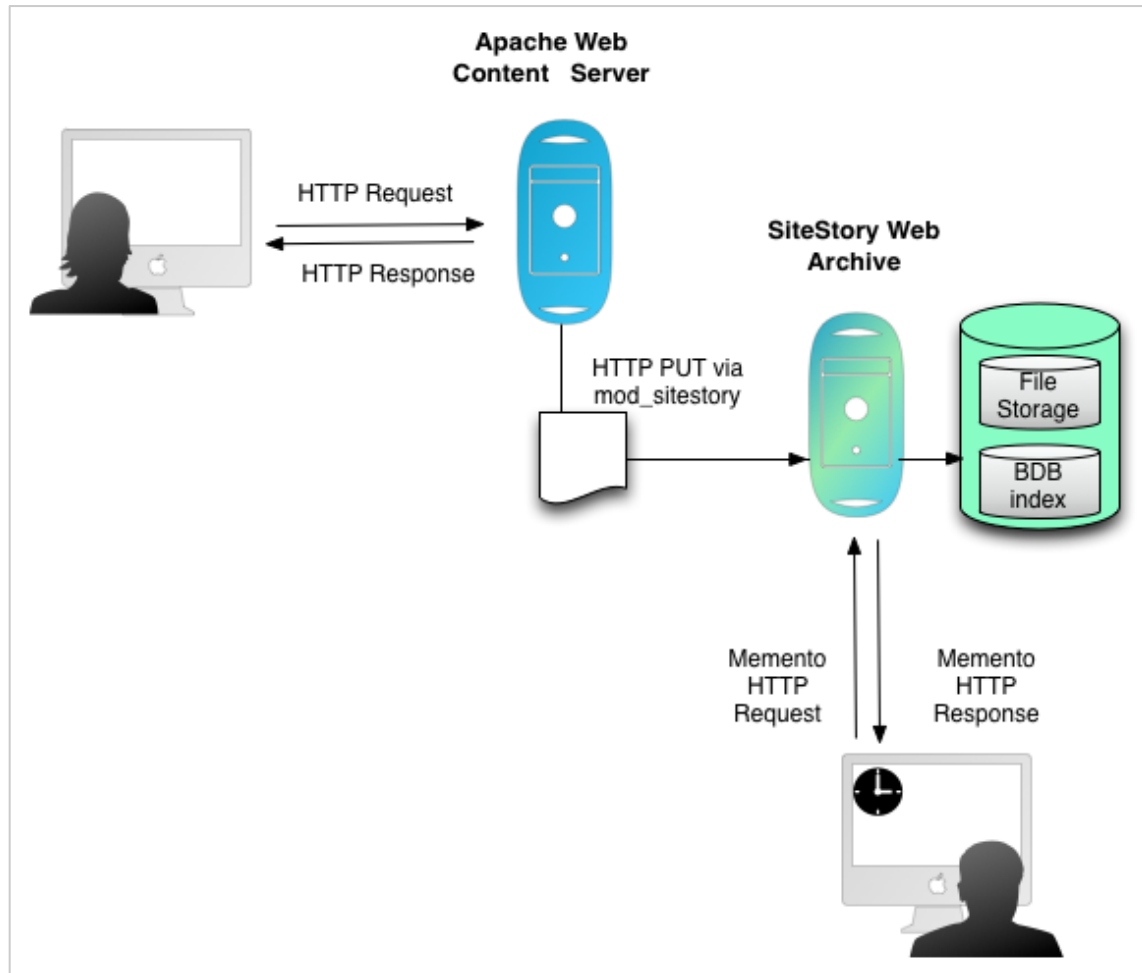 Apache Web
Content Server
HTTP Request
HTTP Response
SiteStory Web
Archive
HTTP PUT via
mod_sitestory
File
Storage
BDB
index
Memento
HTTP
Request
Memento
HTTP
Response